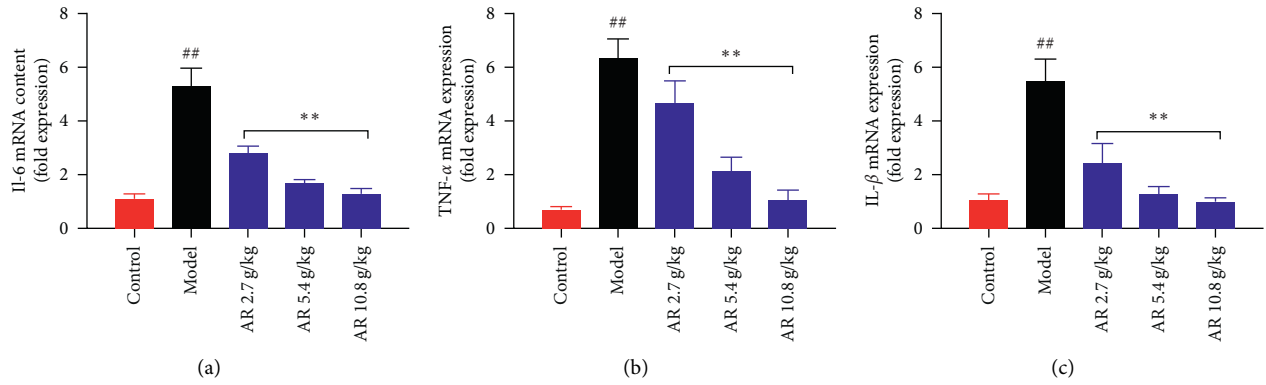 Il-6 mRNA content
(fold expression)
8
6
4
2
0
##
**
Control
Model
AR 2.7 g/kg
AR 5.4 g/kg
AR 10.8 g/kg
(a)
TNF-α mRNA expression
(fold expression)
8
6
4
2
0
##
**
Control
Model
AR 2.7 g/kg
AR 5.4 g/kg
AR 10.8 g/kg
(b)
IL-β mRNA expression
(fold expression)
8
6
4
2
0
##
**
Control
Model
AR 2.7 g/kg
AR 5.4 g/kg
AR 10.8 g/kg
(c)